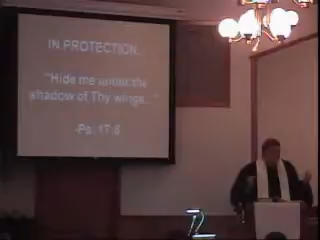 IN PROTECTION...
"Hide me under the
shadow of Thy wings..."
-Ps. 17:8